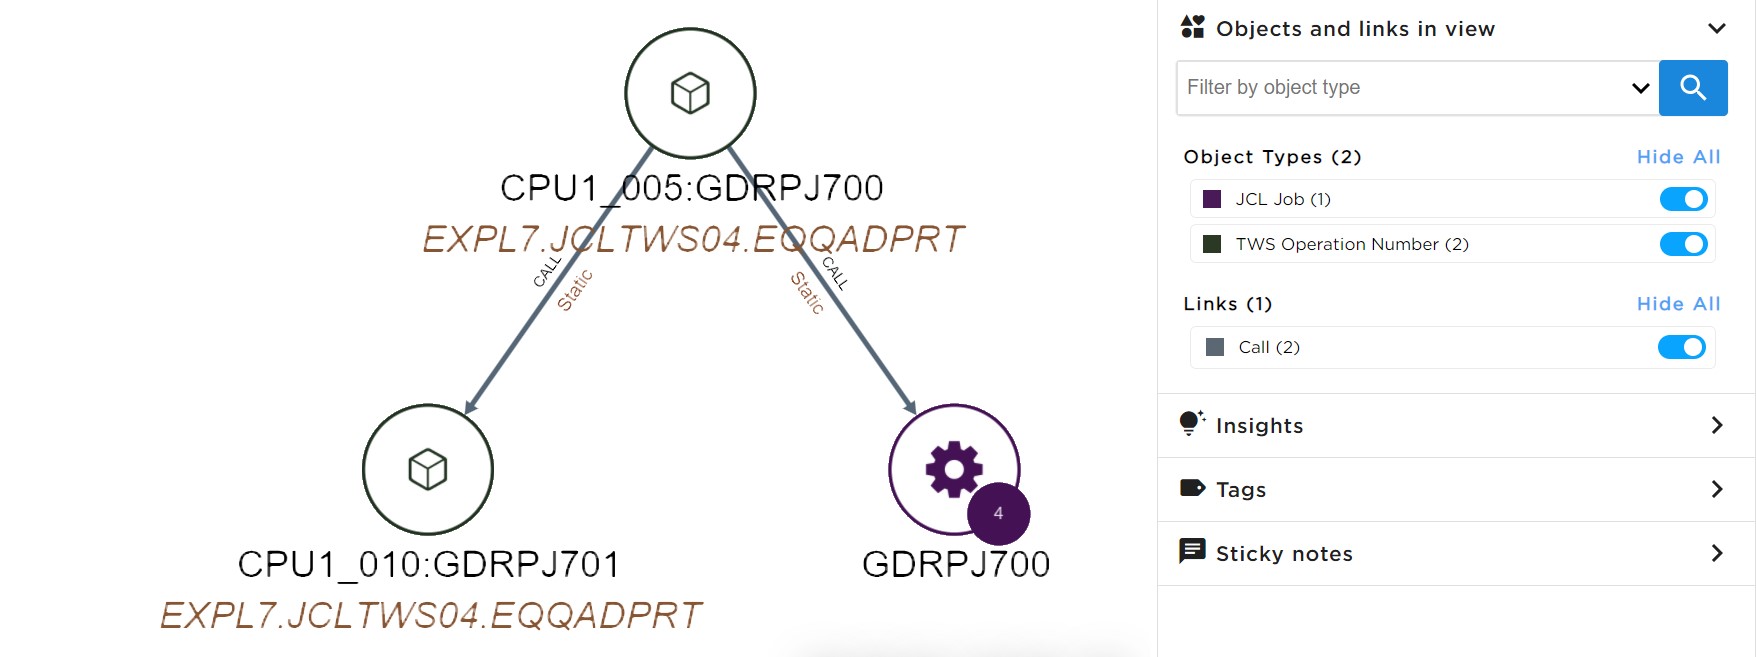 CPU1_005:GDRPJ700
EXPL7.JCLTWS04.EQQADPRT
CALL
Static
CALL
Static
CPU1_010:GDRPJ701
EXPL7.JCLTWS04.EQQADPRT
4
GDRPJ700
Objects and links in view
Filter by object type
Object Types (2)
Hide All
JCL Job (1)
TWS Operation Number (2)
Links (1)
Hide All
Call (2)
Insights
Tags
Sticky notes